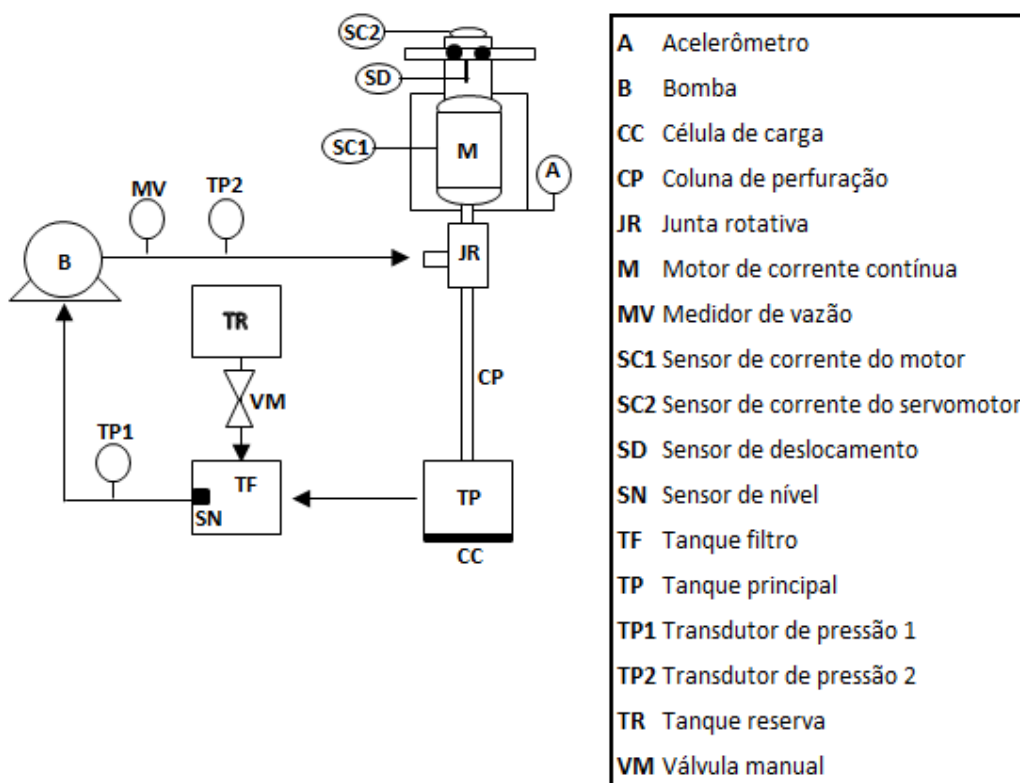 SC2
SD
SC1
M
A
MV
TP2
B
JR
TR
CP
VM
TP1
TF
SN
TP
CC
A Acelerômetro
B Bomba
CC Célula de carga
CP Coluna de perfuração
JR Junta rotativa
M Motor de corrente contínua
MV Medidor de vazão
SC1 Sensor de corrente do motor
SC2 Sensor de corrente do servomotor
SD Sensor de deslocamento
SN Sensor de nível
TF Tanque filtro
TP Tanque principal
TP1 Transdutor de pressão 1
TP2 Transdutor de pressão 2
TR Tanque reserva
VM Válvula manual